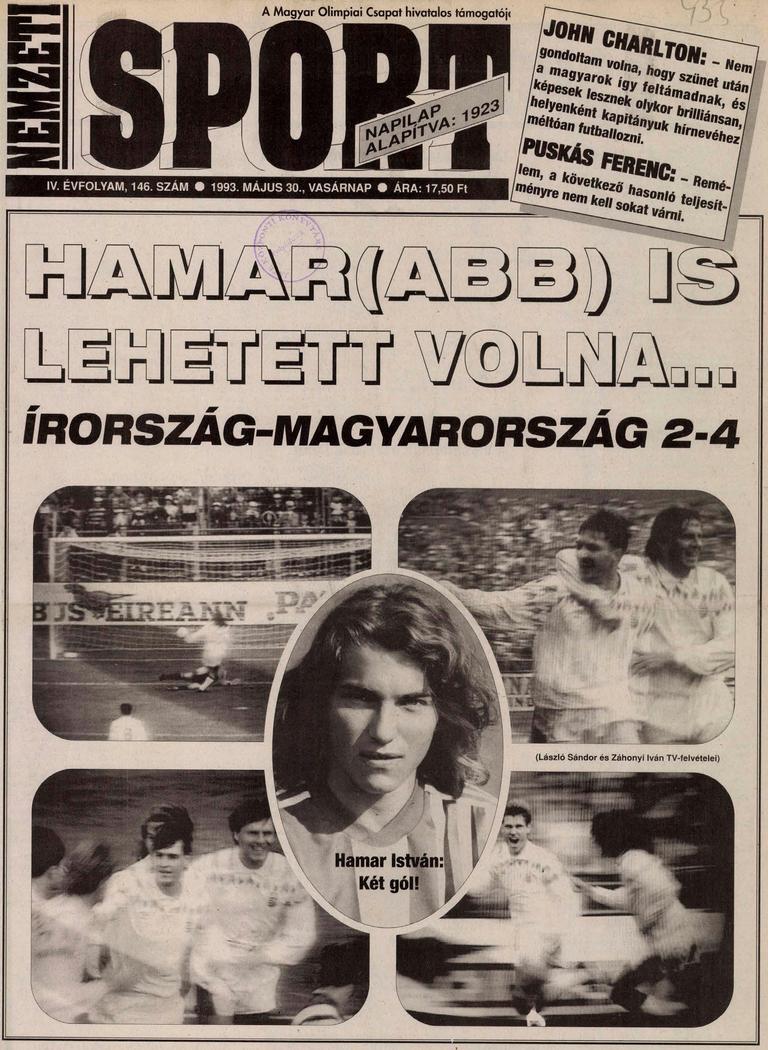 A Magyar Olimpiai Csapat hivatalos támogatója
NEMZETI
SPORT
NAPILAP
ALAPÍTVA: 1923
IV. ÉVFOLYAM, 146. SZÁM ● 1993. MÁJUS 30., VASÁRNAP ● ÁRA: 17,50 Ft
JOHN CHARLTON: – Nem
gondoltam volna, hogy szünet után
a magyarok így feltámadnak, és
képesek lesznek olykor brilliánsan,
helyenként kapitányuk hírnevéhez
méltóan futballozni.
PUSKÁS FERENC: – Remé-
lem, a következő hasonló teljesít-
ményre nem kell sokat várni.
HAMAR(ABB) IS
LEHETETT VOLNA...
ÍRORSZÁG–MAGYARORSZÁG 2-4
EIREANN
(László Sándor és Záhonyi Iván TV-felvételei)
Hamar István:
Két gól!